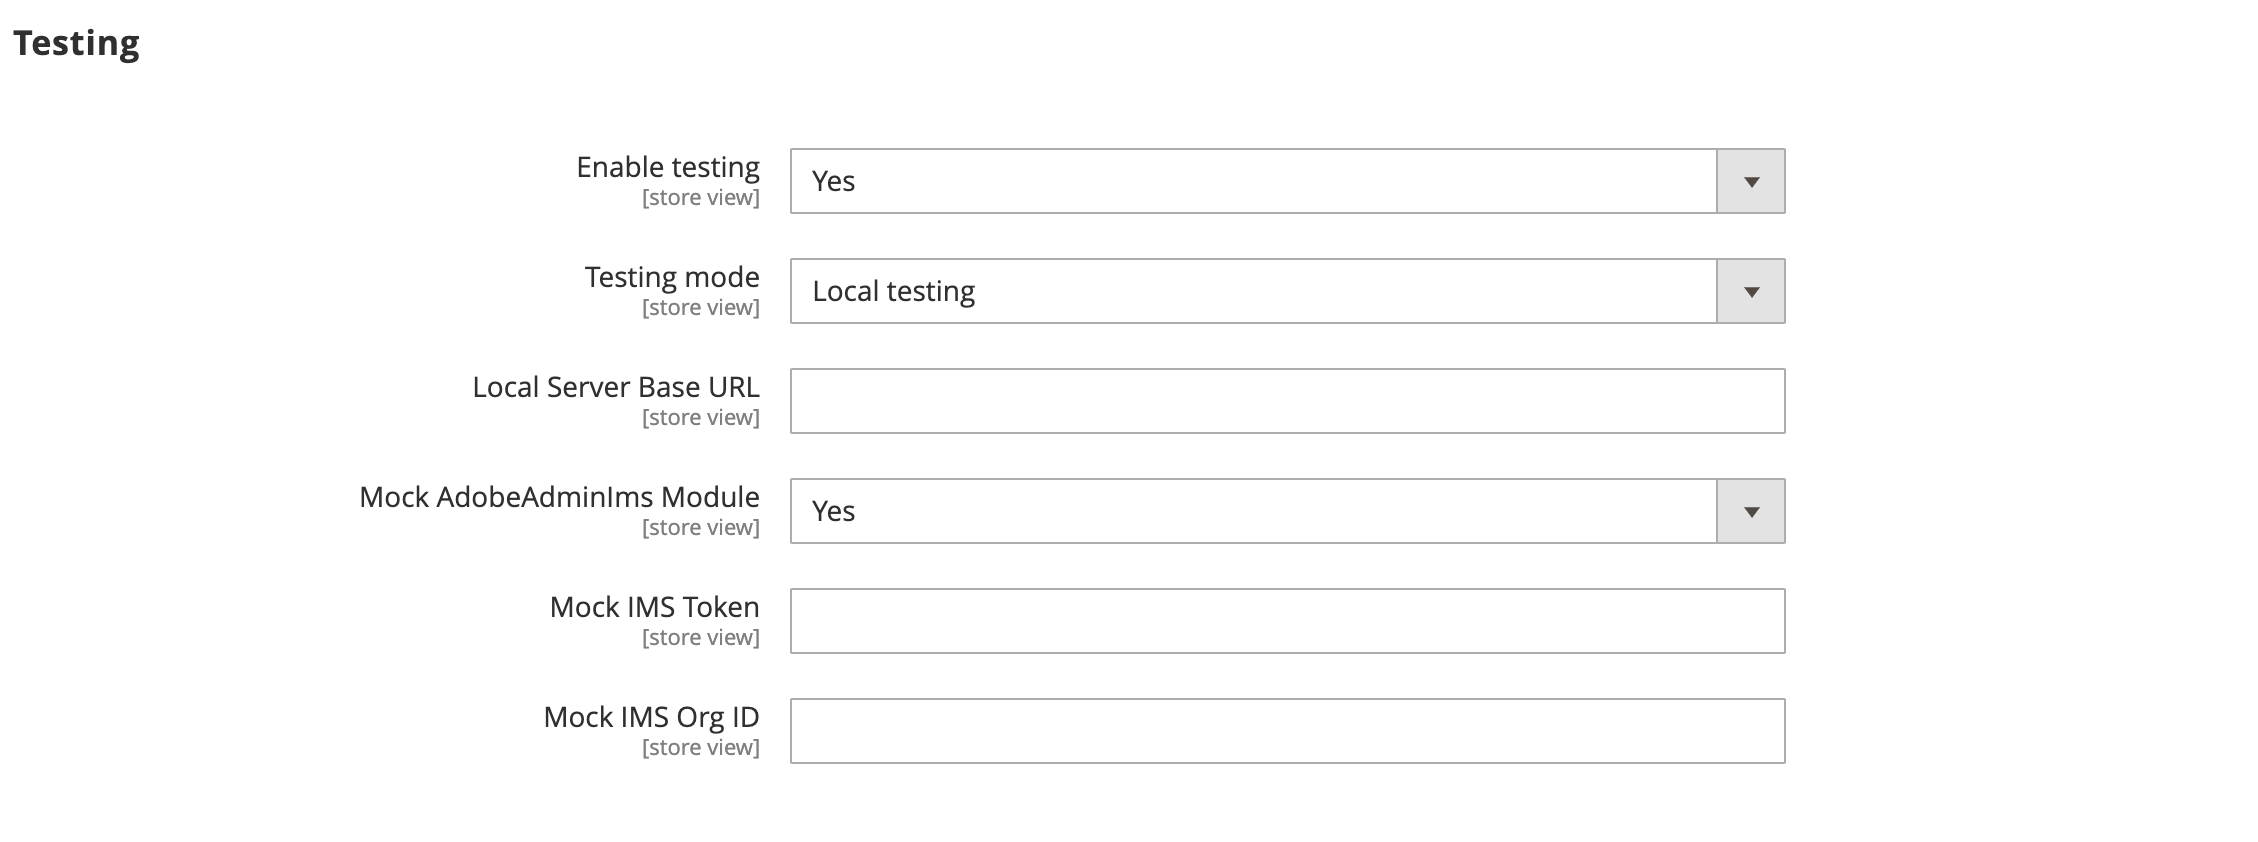 Testing
Enable testing
[store view]
Yes
Testing mode
[store view]
Local testing
Local Server Base URL
[store view]
Mock AdobeAdminIms Module
[store view]
Yes
Mock IMS Token
[store view]
Mock IMS Org ID
[store view]